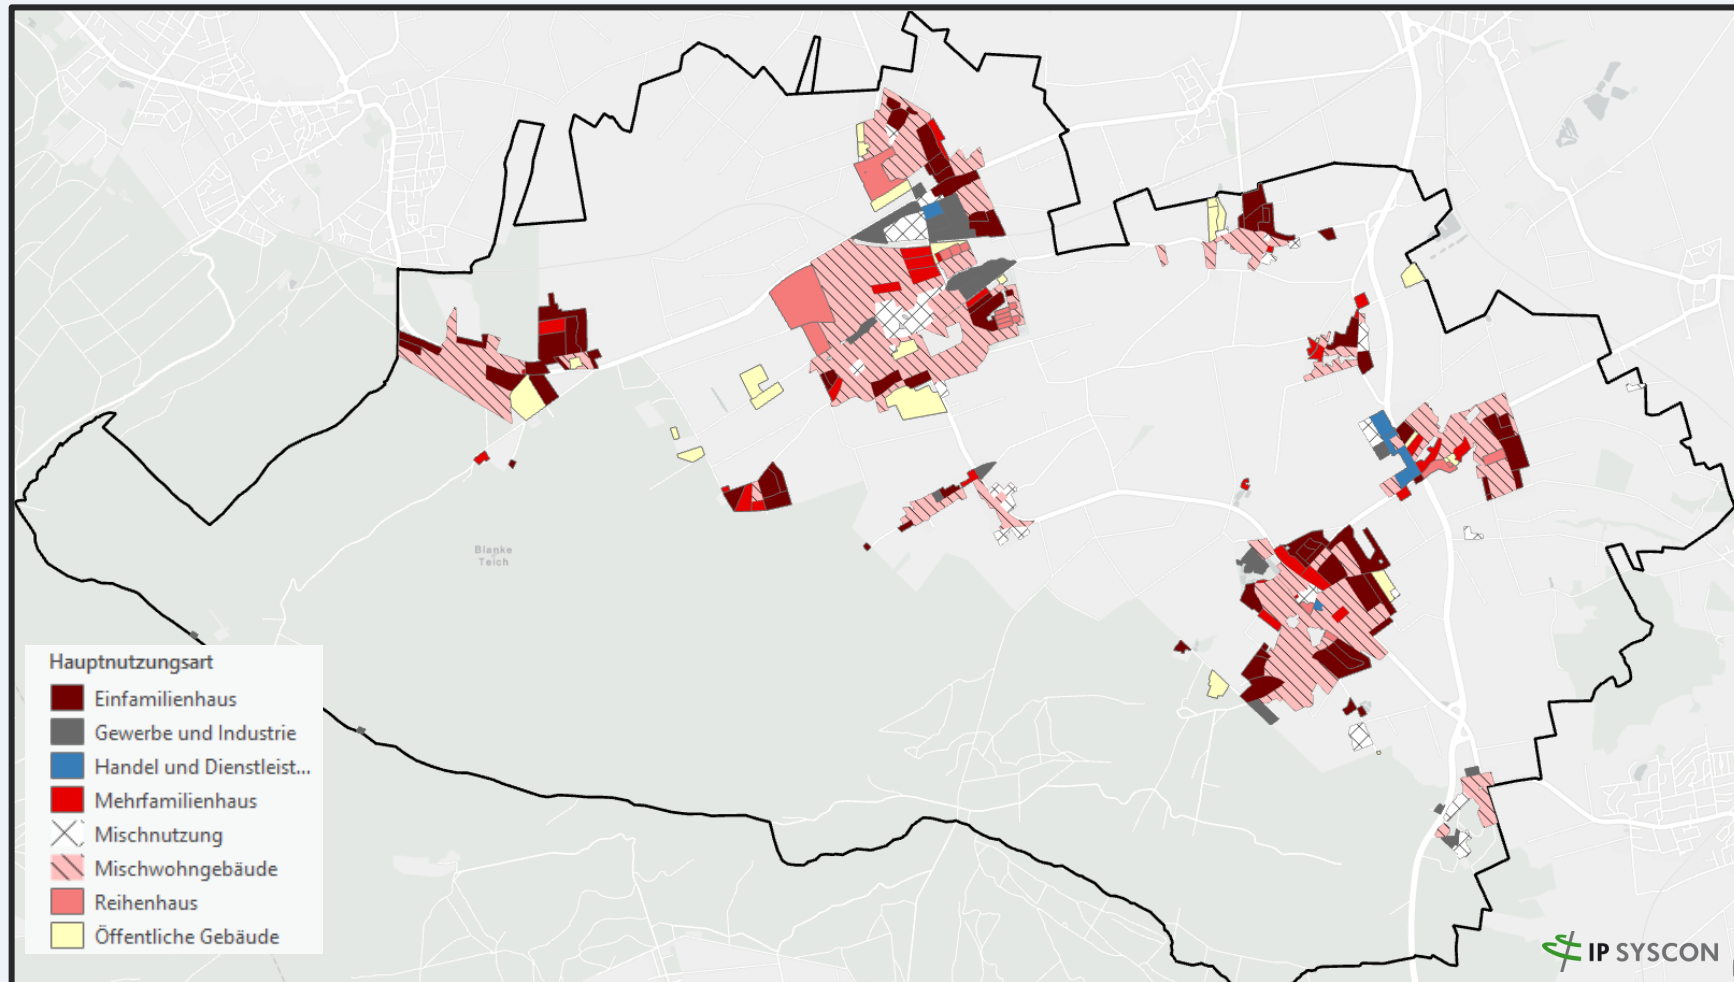 Blanke
Teich
Hauptnutzungsart
Einfamilienhaus
Gewerbe und Industrie
Handel und Dienstleist...
Mehrfamilienhaus
Mischnutzung
Mischwohngebäude
Reihenhaus
Öffentliche Gebäude
IP SYSCON